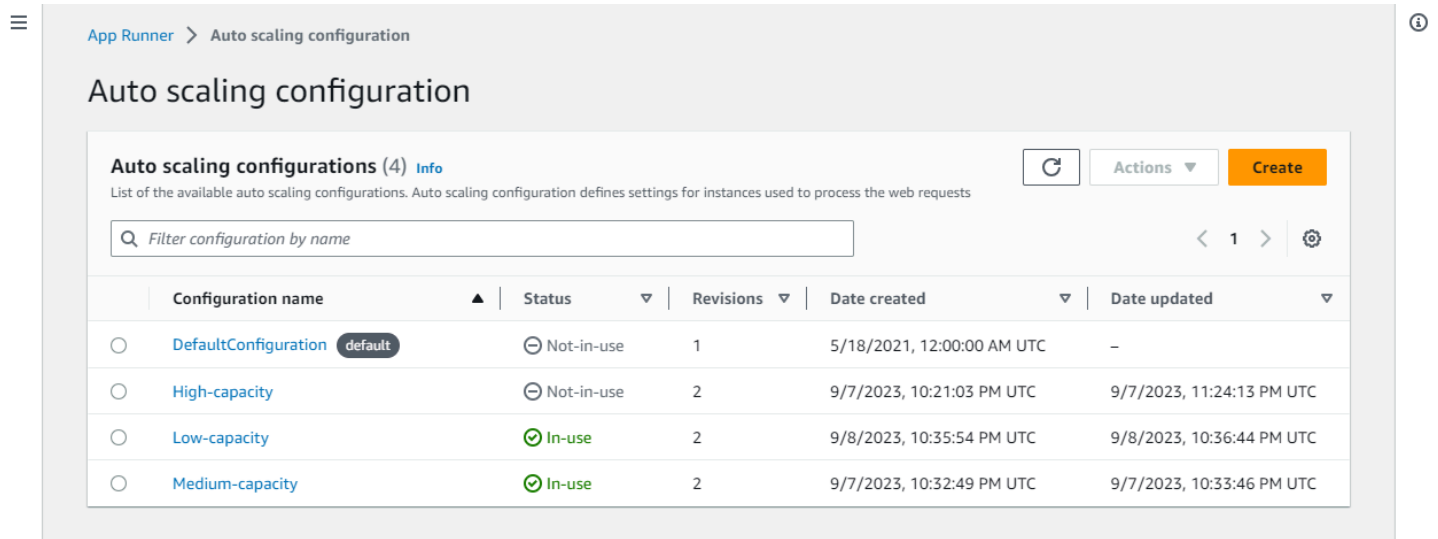 App Runner > Auto scaling configuration
Auto scaling configuration
Auto scaling configurations (4) Info
Actions
Create
List of the available auto scaling configurations. Auto scaling configuration defines settings for instances used to process the web requests
Filter configuration by name
1
Configuration name Status Revisions Date created Date updated
DefaultConfiguration default Not-in-use 1 5/18/2021, 12:00:00 AM UTC –
High-capacity Not-in-use 2 9/7/2023, 10:21:03 PM UTC 9/7/2023, 11:24:13 PM UTC
Low-capacity In-use 2 9/8/2023, 10:35:54 PM UTC 9/8/2023, 10:36:44 PM UTC
Medium-capacity In-use 2 9/7/2023, 10:32:49 PM UTC 9/7/2023, 10:33:46 PM UTC